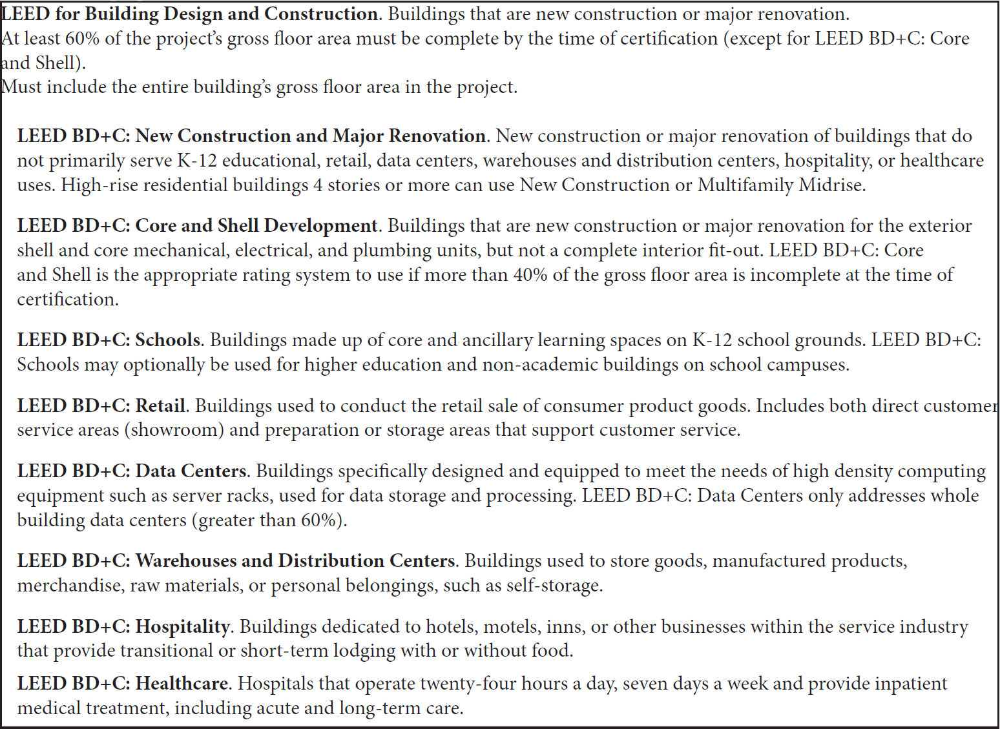 LEED for Building Design and Construction. Buildings that are new construction or major renovation.
At least 60% of the project’s gross floor area must be complete by the time of certification (except for LEED BD+C: Core
and Shell).
Must include the entire building’s gross floor area in the project.
LEED BD+C: New Construction and Major Renovation. New construction or major renovation of buildings that do
not primarily serve K-12 educational, retail, data centers, warehouses and distribution centers, hospitality, or healthcare
uses. High-rise residential buildings 4 stories or more can use New Construction or Multifamily Midrise.
LEED BD+C: Core and Shell Development. Buildings that are new construction or major renovation for the exterior
shell and core mechanical, electrical, and plumbing units, but not a complete interior fit-out. LEED BD+C: Core
and Shell is the appropriate rating system to use if more than 40% of the gross floor area is incomplete at the time of
certification.
LEED BD+C: Schools. Buildings made up of core and ancillary learning spaces on K-12 school grounds. LEED BD+C:
Schools may optionally be used for higher education and non-academic buildings on school campuses.
LEED BD+C: Retail. Buildings used to conduct the retail sale of consumer product goods. Includes both direct customer
service areas (showroom) and preparation or storage areas that support customer service.
LEED BD+C: Data Centers. Buildings specifically designed and equipped to meet the needs of high density computing
equipment such as server racks, used for data storage and processing. LEED BD+C: Data Centers only addresses whole
building data centers (greater than 60%).
LEED BD+C: Warehouses and Distribution Centers. Buildings used to store goods, manufactured products,
merchandise, raw materials, or personal belongings, such as self-storage.
LEED BD+C: Hospitality. Buildings dedicated to hotels, motels, inns, or other businesses within the service industry
that provide transitional or short-term lodging with or without food.
LEED BD+C: Healthcare. Hospitals that operate twenty-four hours a day, seven days a week and provide inpatient
medical treatment, including acute and long-term care.